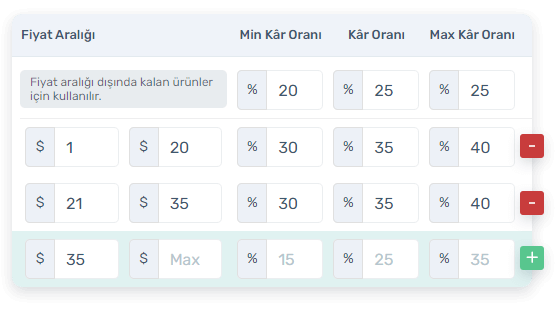 Fiyat Aralığı Min Kâr Oranı Kâr Oranı Max Kâr Oranı
Fiyat aralığı dışında kalan ürünler
için kullanılır.
% 20 % 25 % 25
$ 1 $ 20 % 30 % 35 % 40 -
$ 21 $ 35 % 30 % 35 % 40 -
$ 35 $ Max % 15 % 25 % 35 +